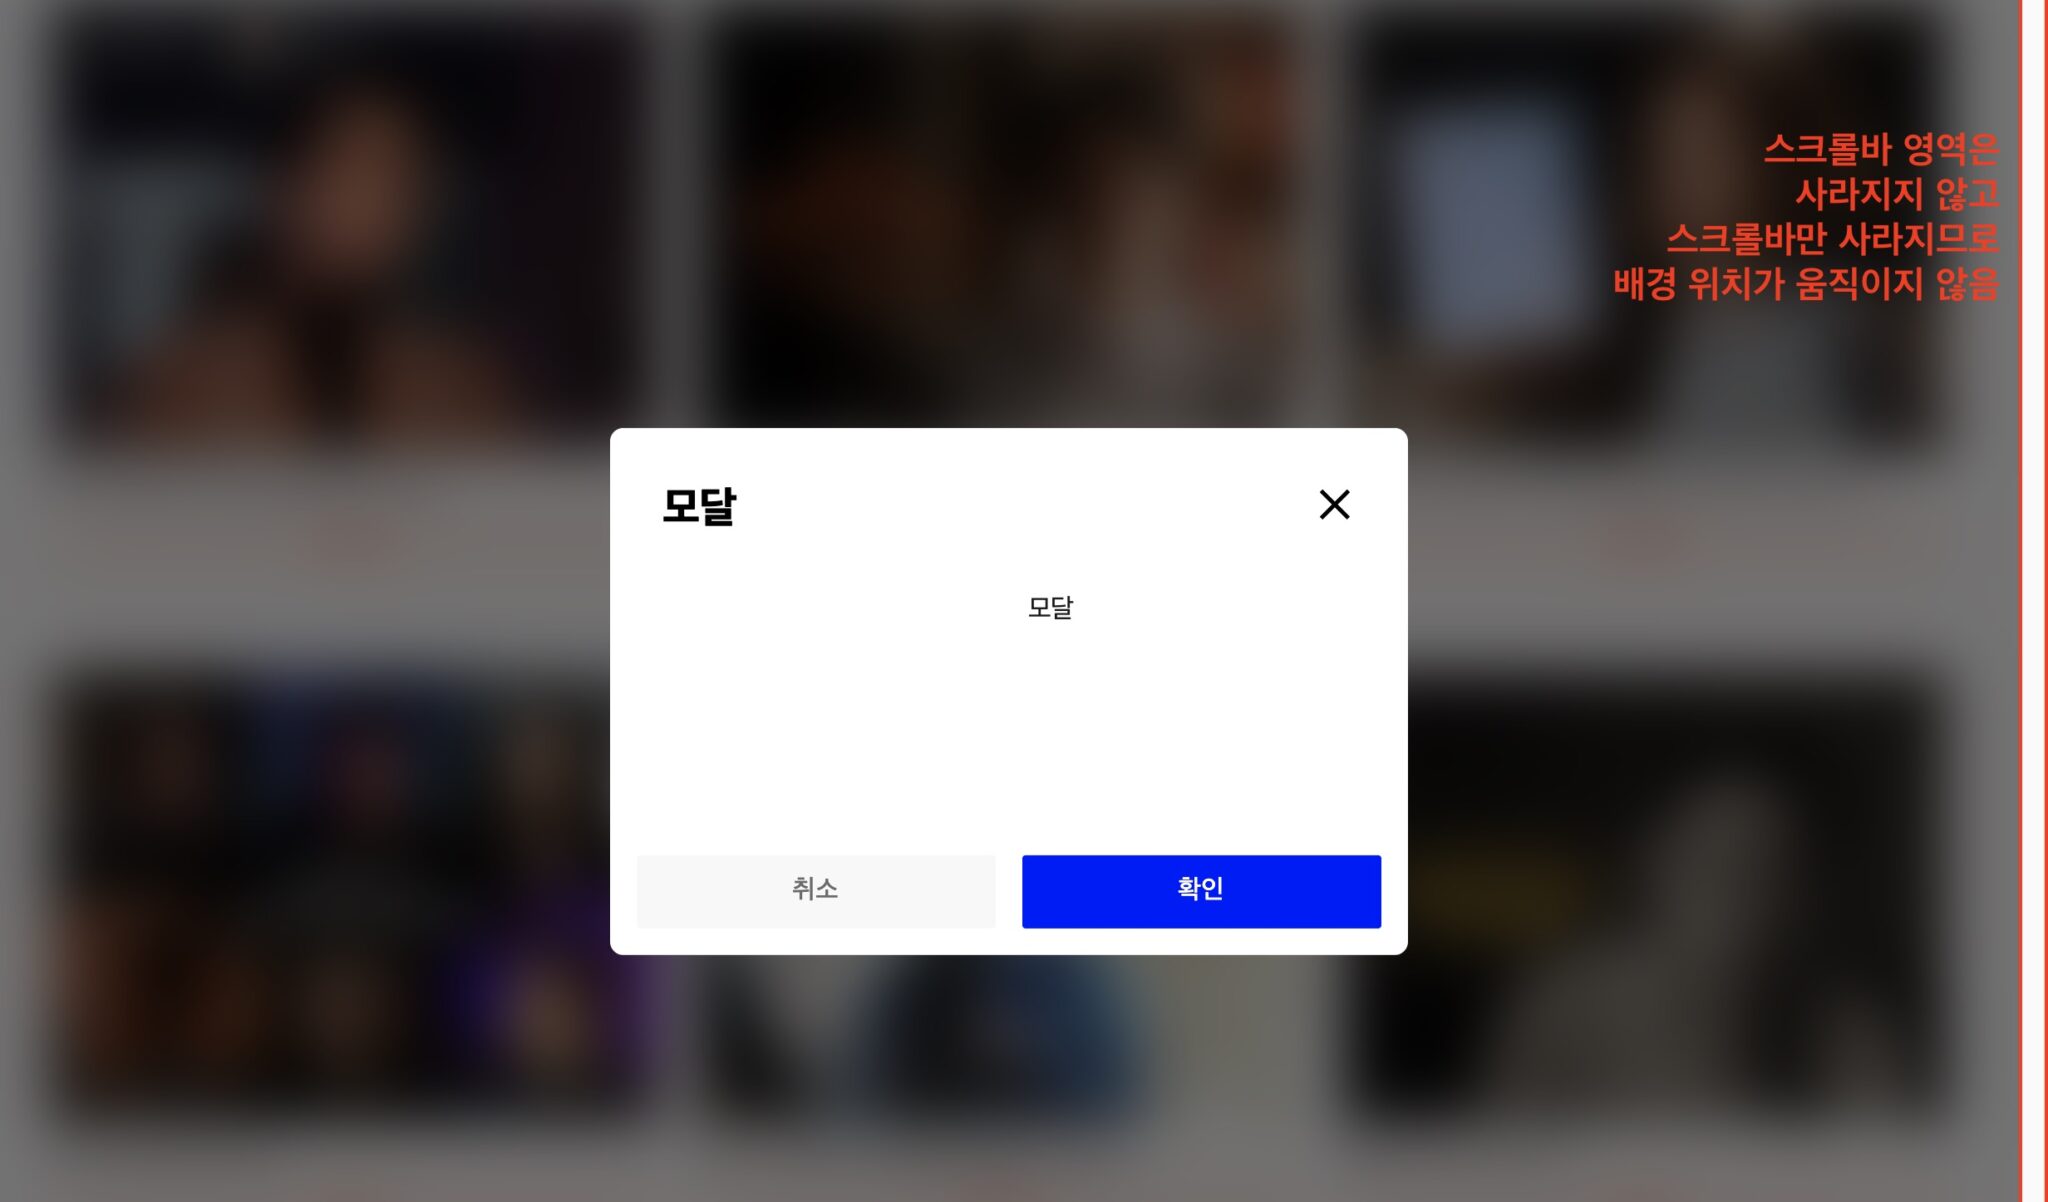 스크롤바 영역은
사라지지 않고
스크롤바만 사라지므로
배경 위치가 움직이지 않음
모달
모달
취소
확인